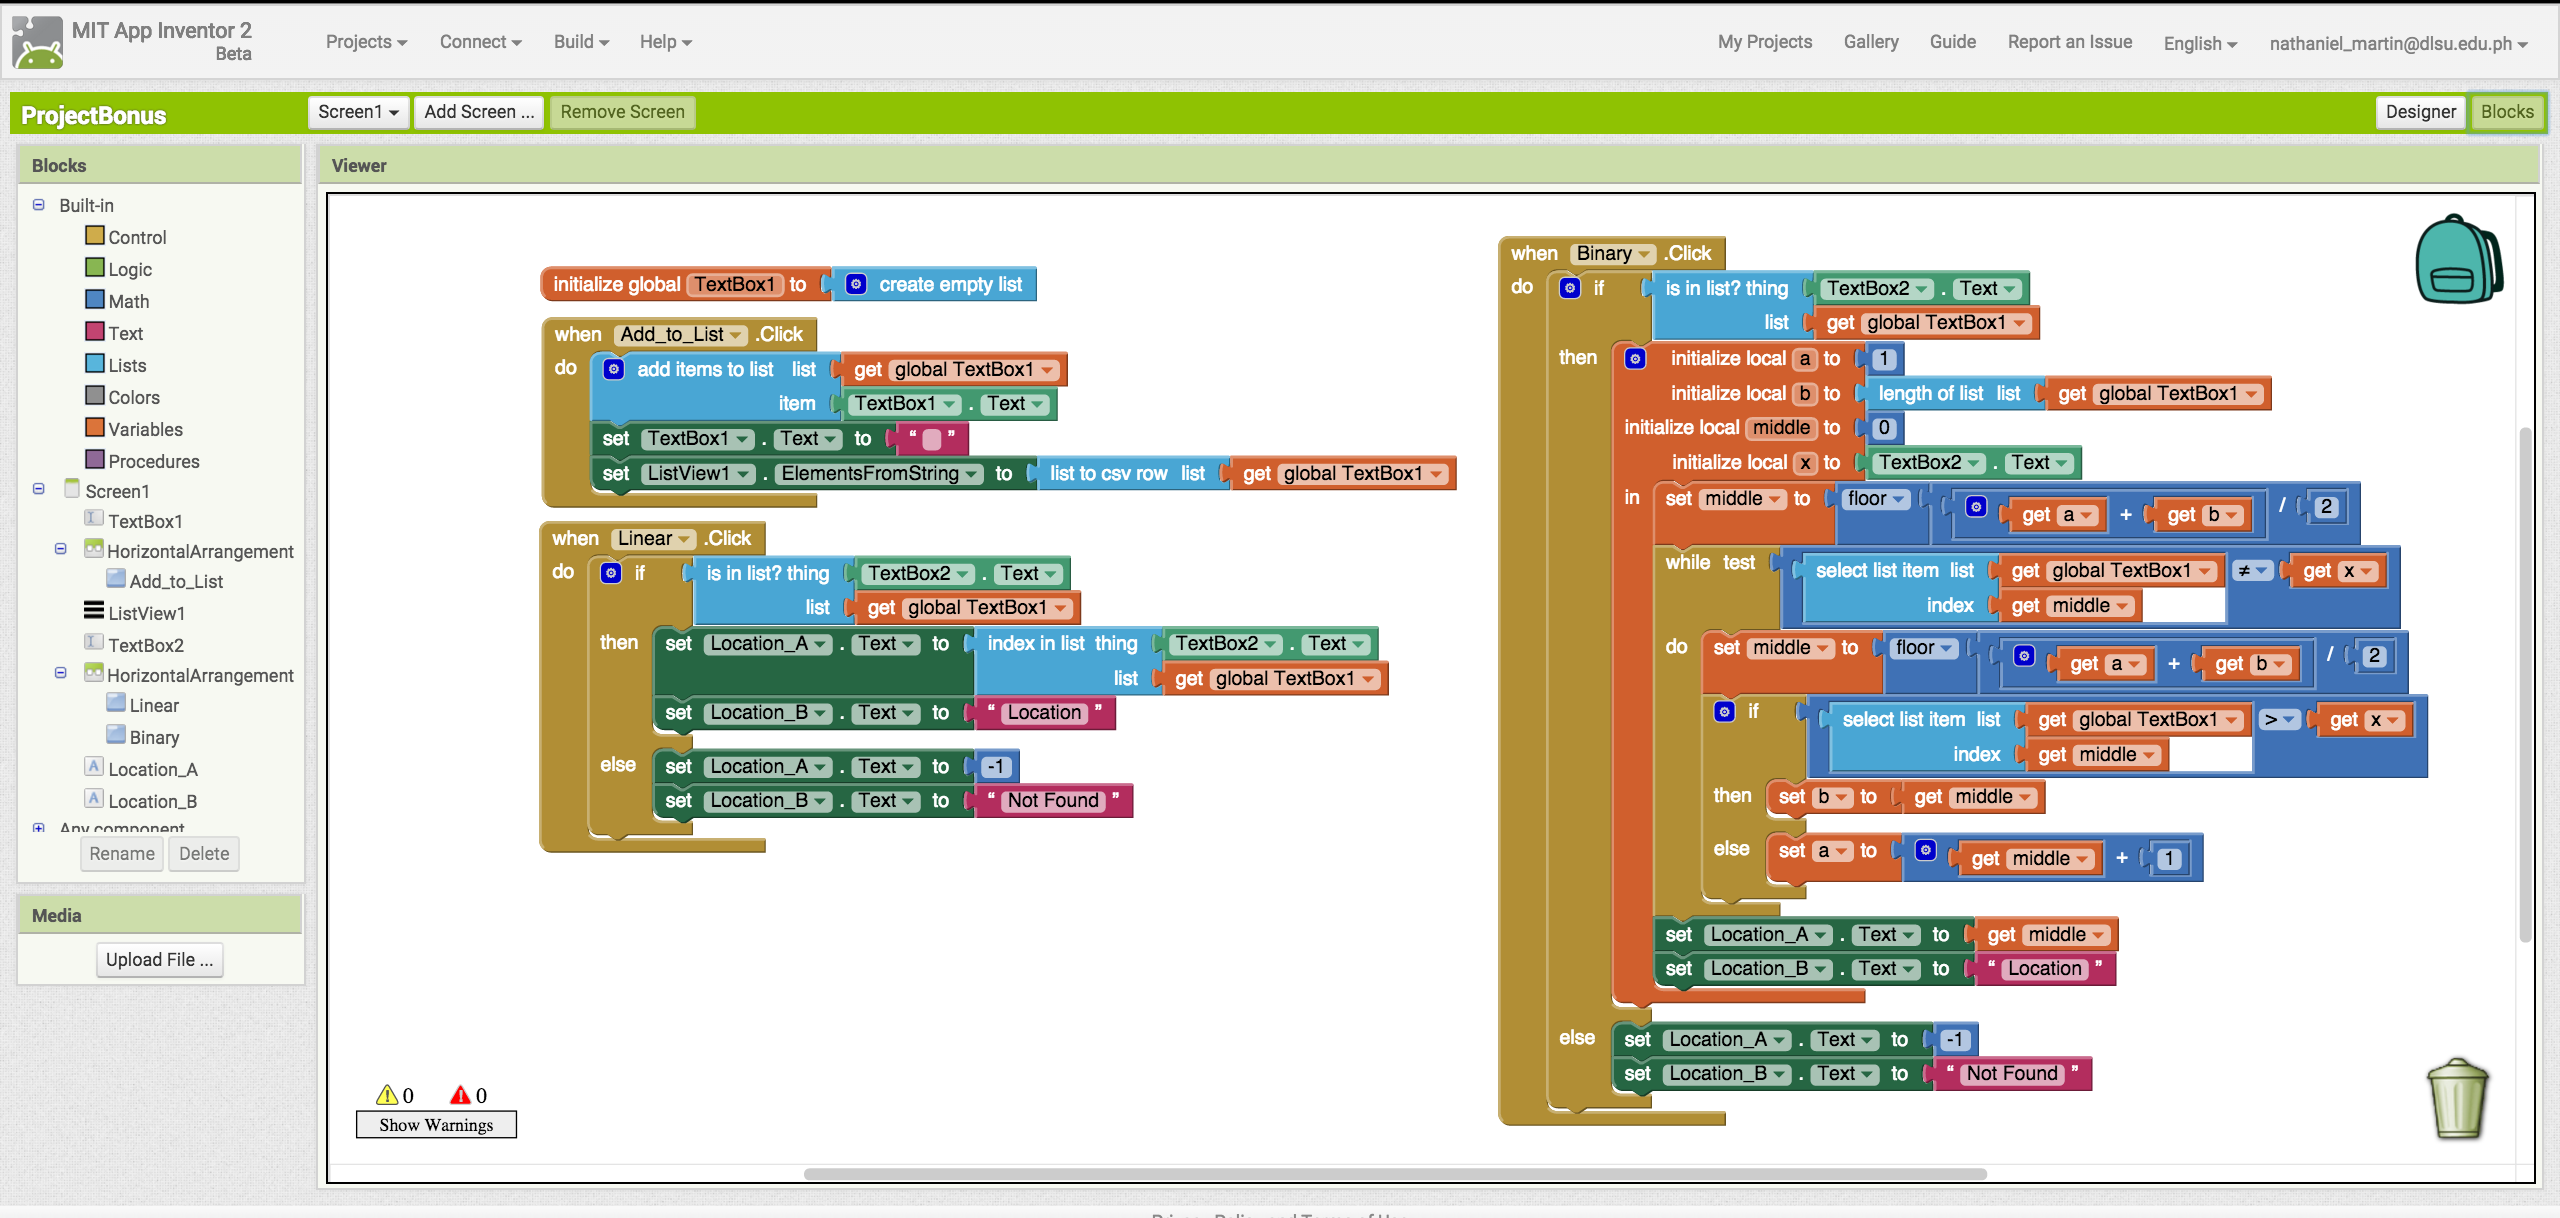 MIT App Inventor 2
Beta
Projects Connect Build Help
My Projects Gallery Guide Report an Issue English nathaniel_martin@dlsu.edu.ph
ProjectBonus
Screen1 Add Screen ... Remove Screen
Designer Blocks
Blocks
Built-in
Control
Logic
Math
Text
Lists
Colors
Variables
Procedures
Screen1
TextBox1
HorizontalArrangement
Add_to_List
ListView1
TextBox2
HorizontalArrangement
Linear
Binary
Location_A
Location_B
Any component
Rename Delete
Media
Upload File ...
Viewer
initialize global TextBox1 to create empty list
when Add_to_List .Click
do add items to list list get global TextBox1
item TextBox1 . Text
set TextBox1 . Text to “ ”
set ListView1 . ElementsFromString to list to csv row list get global TextBox1
when Linear .Click
do if is in list? thing TextBox2 . Text
list get global TextBox1
then set Location_A . Text to index in list thing TextBox2 . Text
list get global TextBox1
set Location_B . Text to “ Location ”
else set Location_A . Text to -1
set Location_B . Text to “ Not Found ”
when Binary .Click
do if is in list? thing TextBox2 . Text
list get global TextBox1
then initialize local a to 1
initialize local b to length of list list get global TextBox1
initialize local middle to 0
initialize local x to TextBox2 . Text
in set middle to floor get a + get b / 2
while test select list item list get global TextBox1 ≠ get x
index get middle
do set middle to floor get a + get b / 2
if select list item list get global TextBox1 > get x
index get middle
then set b to get middle
else set a to get middle + 1
set Location_A . Text to get middle
set Location_B . Text to “ Location ”
else set Location_A . Text to -1
set Location_B . Text to “ Not Found ”
0 0
Show Warnings